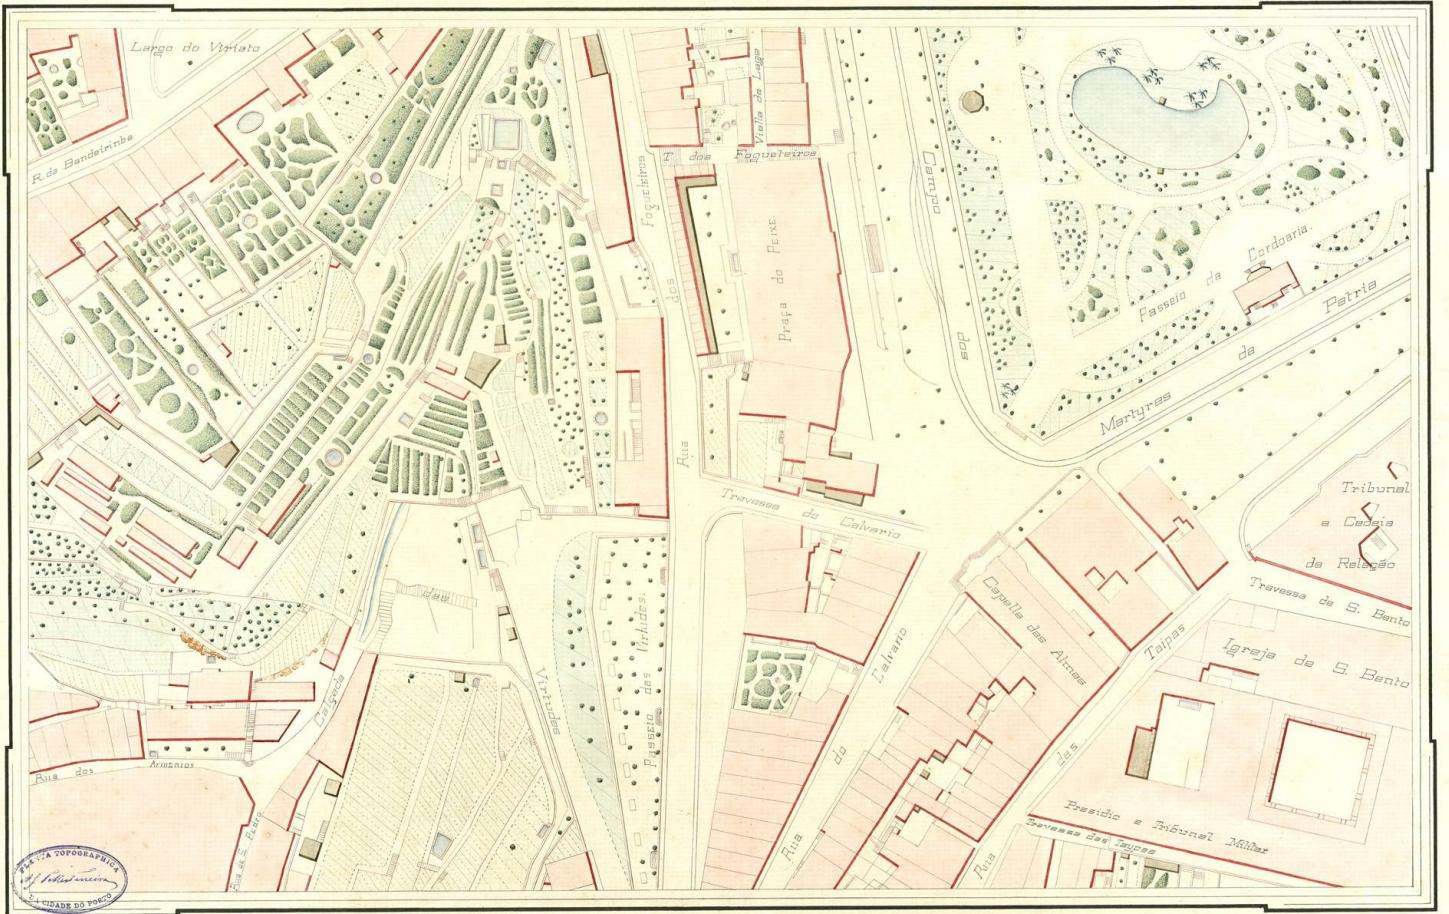 Largo do Viriato
R. da Bandeirinha
Fogueteiros
dos
Rua
T. dos Fogueteiros
Viella do Lage
Praça do Peixe
Campo
dos
Martyres
da
Patria
Passeio da Cordoaria
Travessa do Calvario
Tribunal
e Cadeia
da Relação
Travessa de S. Bento
Igreja de S. Bento
Capella das Almas
Calvario
do
Rua
Taipas
das
Rua
Presidio e Tribunal Militar
Travessa das Taypas
Passeio das Virtudes.
Calçada
das
Virtudes
Rua dos Armenios
Rua de S. Pedro
PLANTA TOPOGRAPHICA
DA CIDADE DO PORTO